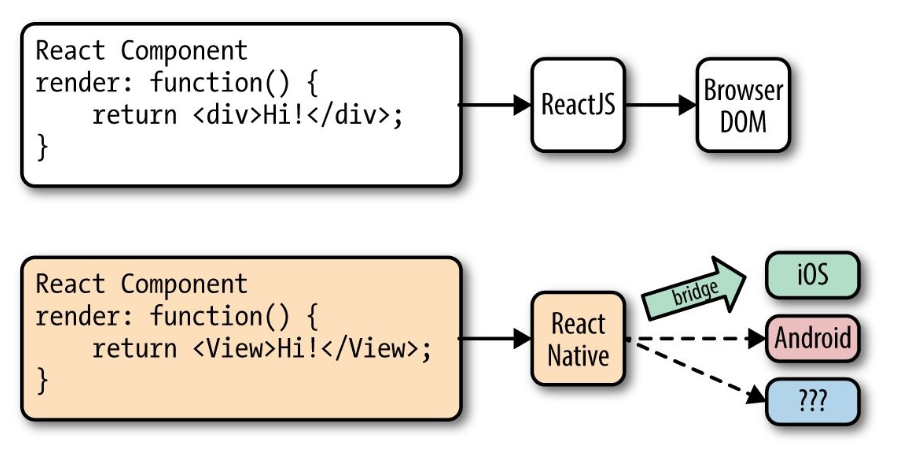 React Component
render: function() {
    return <div>Hi!</div>;
}
ReactJS
Browser
DOM
React Component
render: function() {
    return <View>Hi!</View>;
}
React
Native
bridge
iOS
Android
???